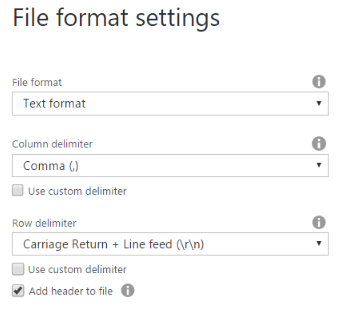 File format settings
File format
Text format
Column delimiter
Comma (,)
Use custom delimiter
Row delimiter
Carriage Return + Line feed (\r\n)
Use custom delimiter
Add header to file